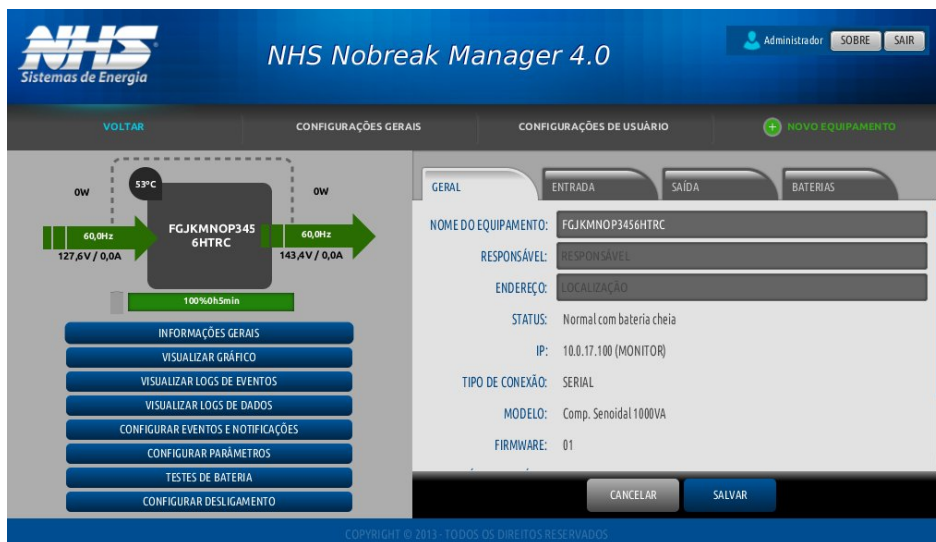 NHS
Sistemas de Energia
NHS Nobreak Manager 4.0
Administrador SOBRE SAIR
VOLTAR CONFIGURAÇÕES GERAIS CONFIGURAÇÕES DE USUÁRIO NOVO EQUIPAMENTO
0W 53ºC 0W
FGJKMNOP345
6HTRC
60,0Hz 60,0Hz
127,6V / 0,0A 143,4V / 0,0A
100%0h5min
INFORMAÇÕES GERAIS
VISUALIZAR GRÁFICO
VISUALIZAR LOGS DE EVENTOS
VISUALIZAR LOGS DE DADOS
CONFIGURAR EVENTOS E NOTIFICAÇÕES
CONFIGURAR PARÂMETROS
TESTES DE BATERIA
CONFIGURAR DESLIGAMENTO
GERAL ENTRADA SAÍDA BATERIAS
NOME DO EQUIPAMENTO: FGJKMNOP3456HTRC
RESPONSÁVEL: RESPONSÁVEL
ENDEREÇO: LOCALIZAÇÃO
STATUS: Normal com bateria cheia
IP: 10.0.17.100 (MONITOR)
TIPO DE CONEXÃO: SERIAL
MODELO: Comp. Senoidal 1000VA
FIRMWARE: 01
CANCELAR SALVAR
COPYRIGHT © 2013 - TODOS OS DIREITOS RESERVADOS